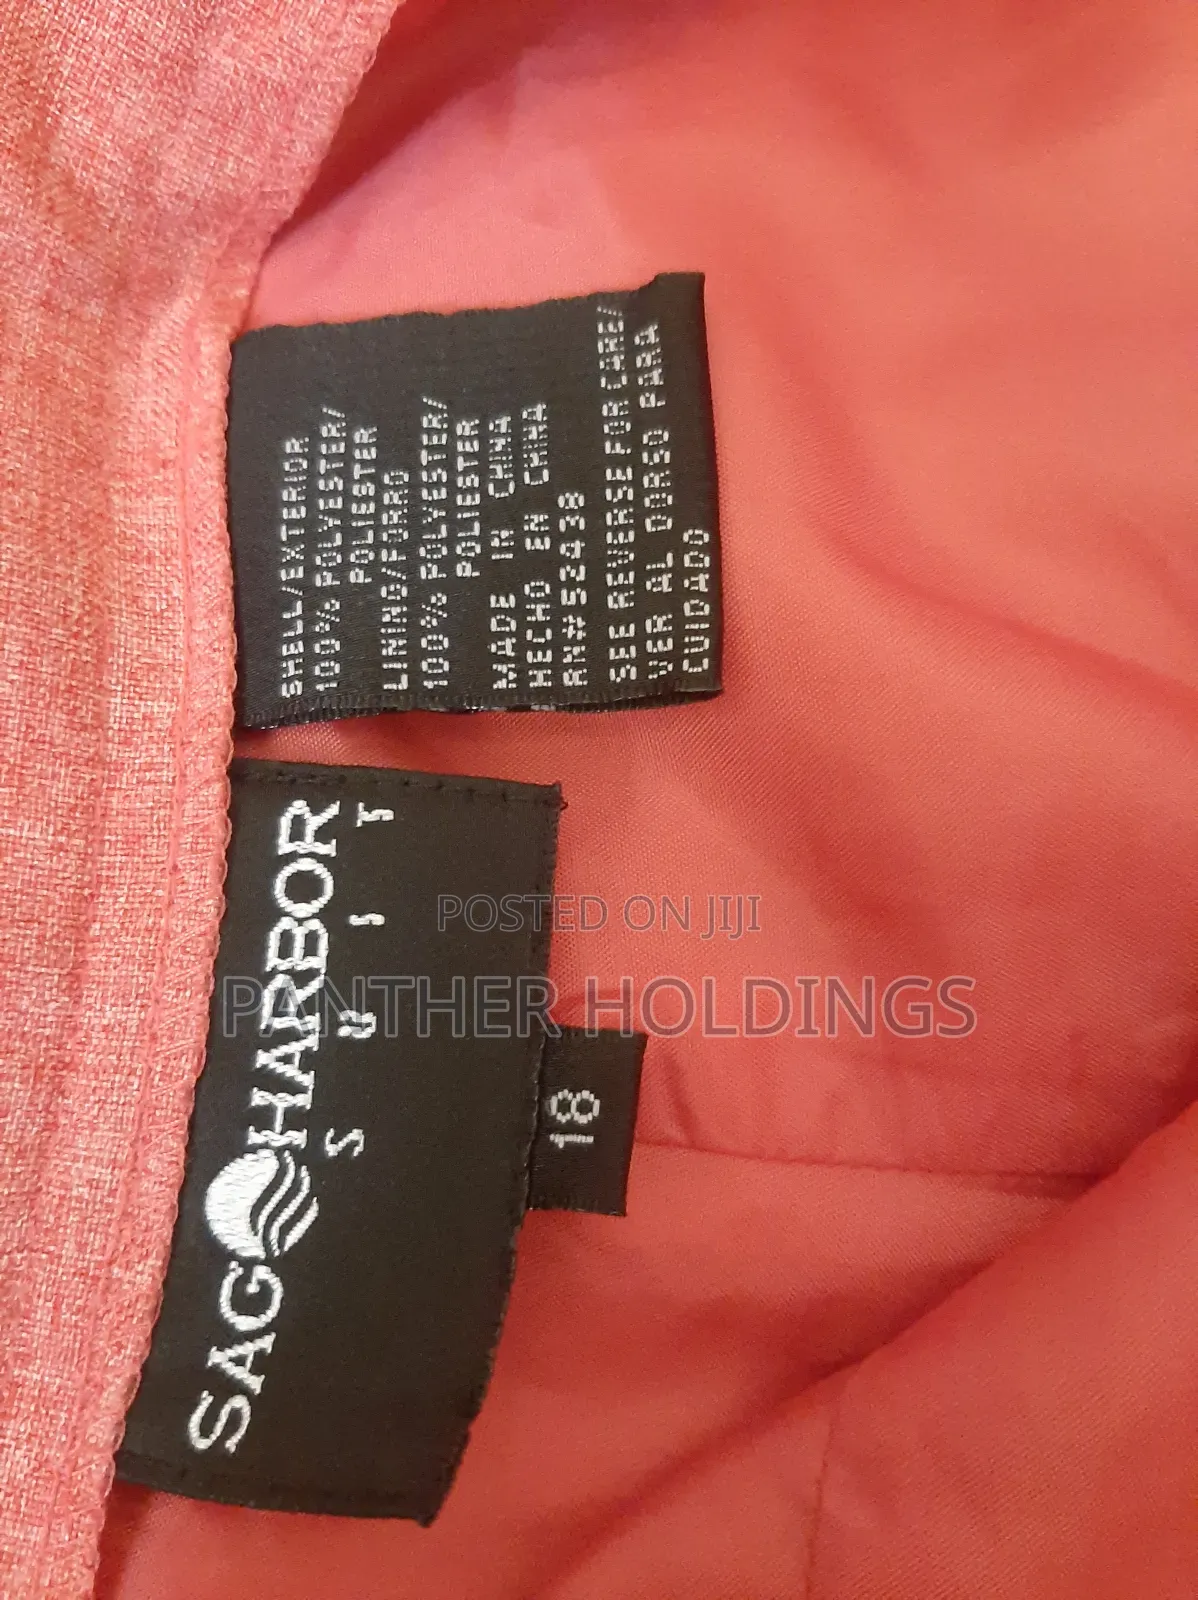 SHELL/EXTERIOR
100% POLYESTER/
POLIESTER
LINING/FORRO
100% POLYESTER/
POLIESTER
MADE IN CHINA
HECHO EN CHINA
RN#52438
SEE REVERSE FOR CARE/
VER AL DORSO PARA
CUIDADO
SAG HARBOR
SUIT
18
POSTED ON JIJI
PANTHER HOLDINGS